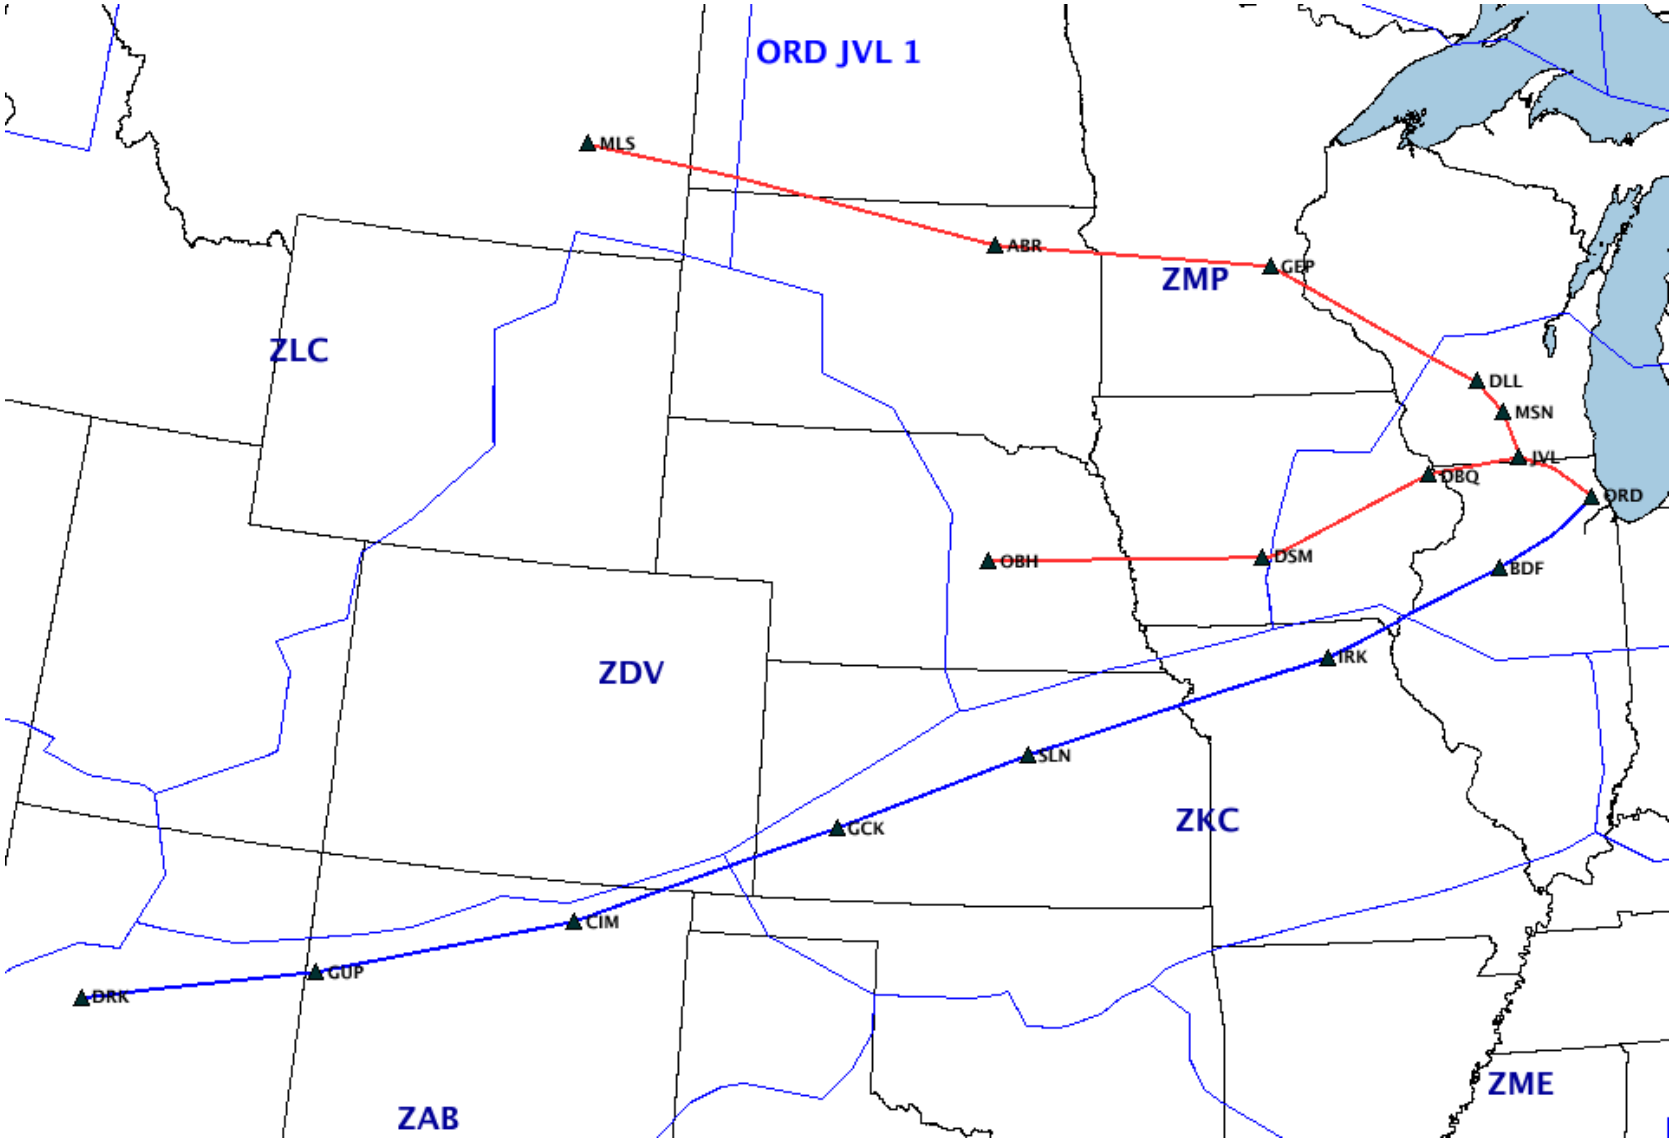 ORD JVL 1
MLS
ABR
GEP
ZMP
ZLC
DLL
MSN
JVL
DBQ
ORD
OBH
DSM
BDF
IRK
ZDV
SLN
ZKC
GCK
CIM
GUP
DRK
ZME
ZAB